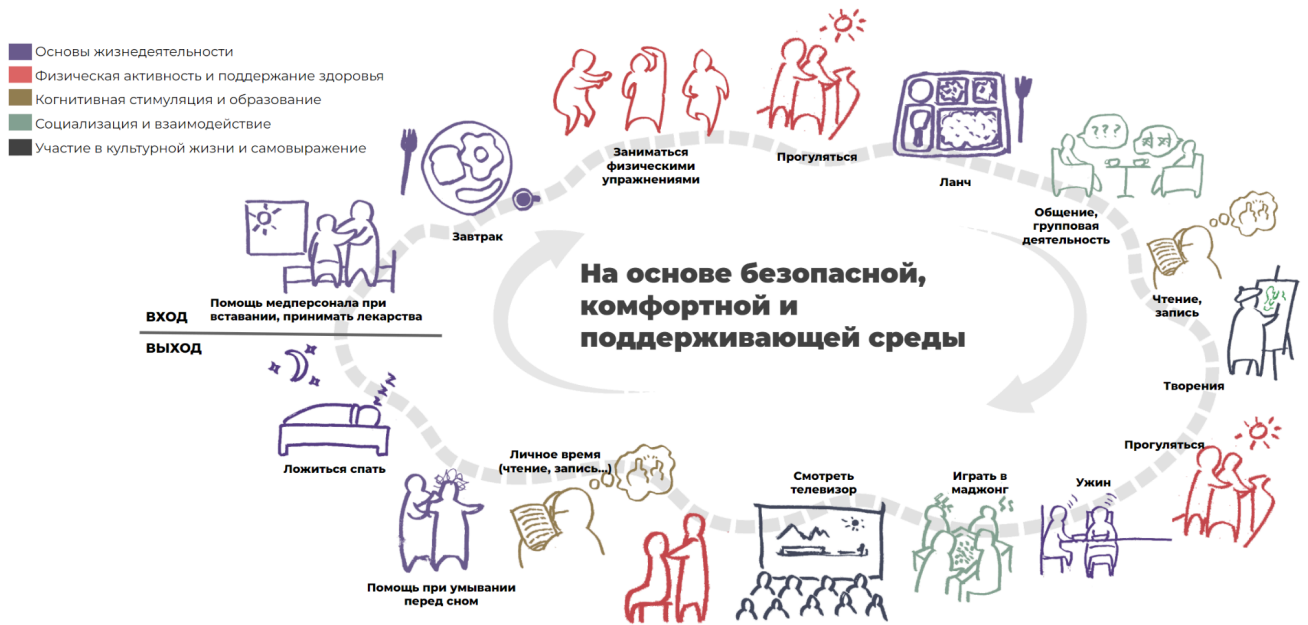 Основы жизнедеятельности
Физическая активность и поддержание здоровья
Когнитивная стимуляция и образование
Социализация и взаимодействие
Участие в культурной жизни и самовыражение
Заниматься
физическими
упражнениями
Прогуляться
Ланч
Общение,
групповая
деятельность
Завтрак
Помощь медперсонала при
вставании, принимать лекарства
ВХОД
ВЫХОД
На основе безопасной,
комфортной и
поддерживающей среды
Чтение,
запись
Творения
Прогуляться
Ужин
Играть в
маджонг
Смотреть
телевизор
Личное время
(чтение, запись...)
Ложиться спать
Помощь при умывании
перед сном
???
zzzz